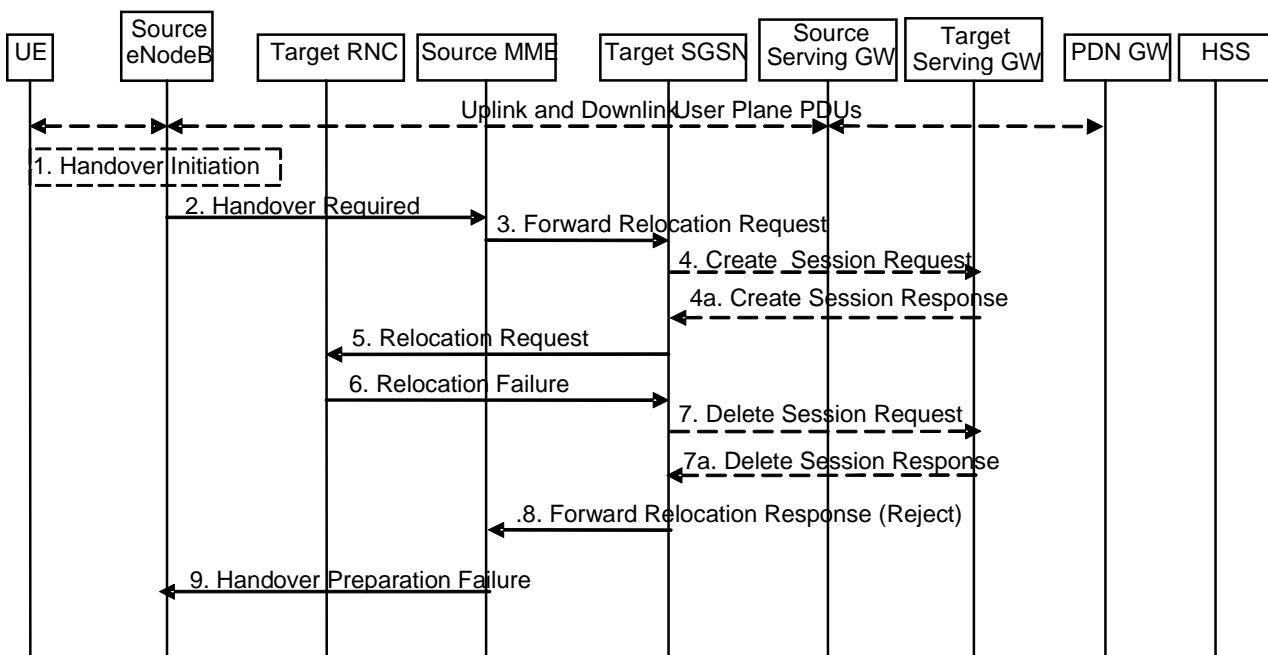 UE
Source
eNodeB
Target RNC
Source MME
Target SGSN
Source
Serving GW
Target
Serving GW
PDN GW
HSS
Uplink and Downlink User Plane PDUs
1. Handover Initiation
2. Handover Required
3. Forward Relocation Request
4. Create Session Request
4a. Create Session Response
5. Relocation Request
6. Relocation Failure
7. Delete Session Request
7a. Delete Session Response
.8. Forward Relocation Response (Reject)
9. Handover Preparation Failure